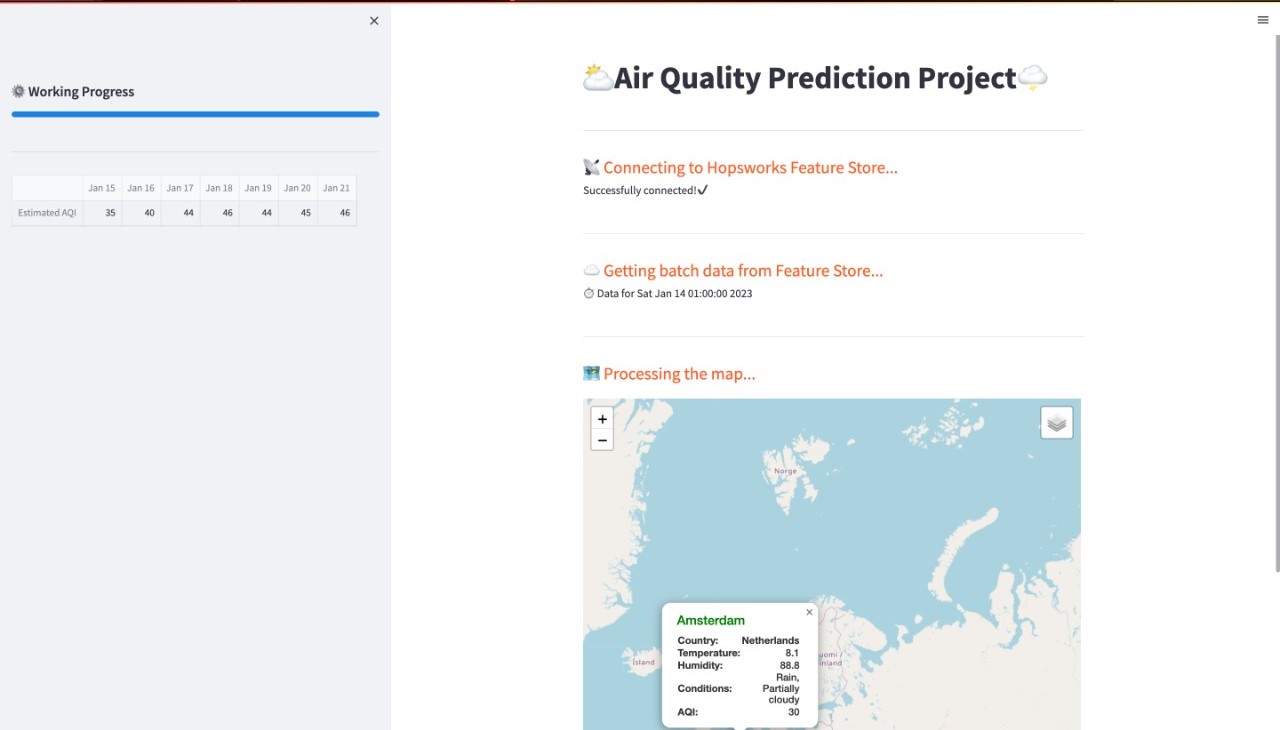 Working Progress
Jan 15 Jan 16 Jan 17 Jan 18 Jan 19 Jan 20 Jan 21
Estimated AQI 35 40 44 46 44 45 46
Air Quality Prediction Project
Connecting to Hopsworks Feature Store...
Successfully connected!✔
Getting batch data from Feature Store...
⏱ Data for Sat Jan 14 01:00:00 2023
Processing the map...
+
−
Norge
Ísland
Amsterdam
×
Country: Netherlands
Temperature: 8.1
Humidity: 88.8
Conditions: Rain,
Partially
cloudy
AQI: 30